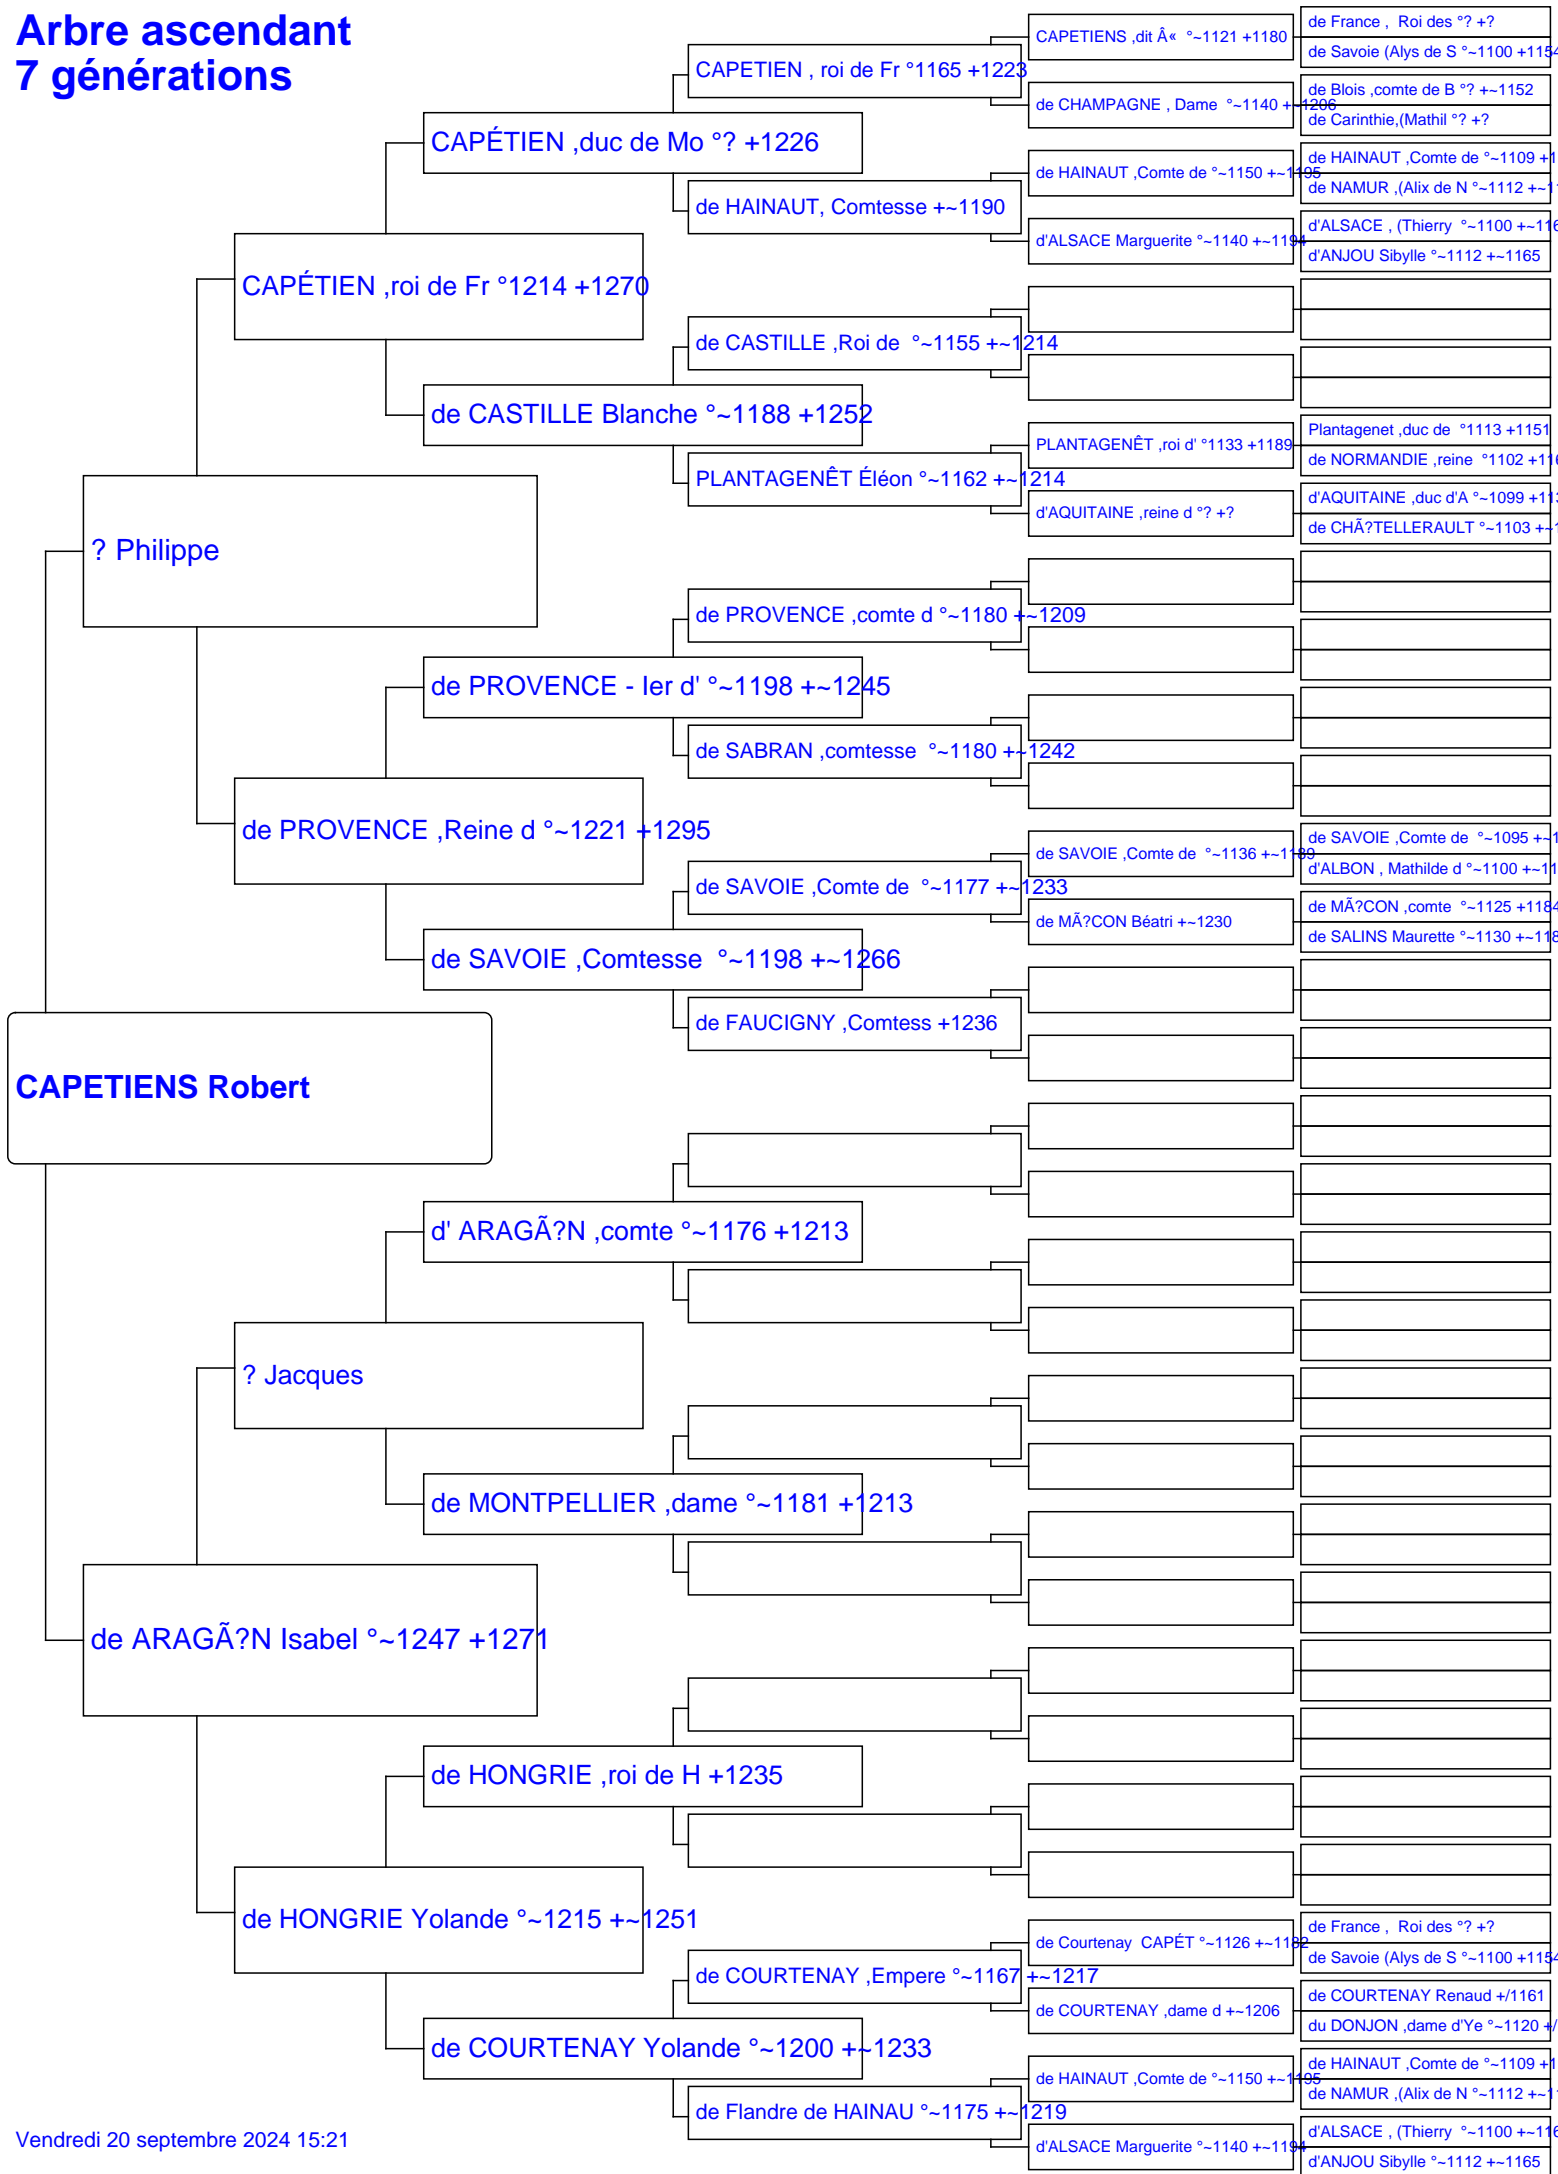 Arbre ascendant
7 générations
CAPETIENS Robert
? Philippe
de ARAGÃ?N Isabel °~1247 +1271
CAPÉTIEN ,roi de Fr °1214 +1270
de PROVENCE ,Reine d °~1221 +1295
? Jacques
de HONGRIE Yolande °~1215 +~1251
CAPÉTIEN ,duc de Mo °? +1226
de CASTILLE Blanche °~1188 +1252
de PROVENCE - Ier d' °~1198 +~1245
de SAVOIE ,Comtesse °~1198 +~1266
d' ARAGÃ?N ,comte °~1176 +1213
de MONTPELLIER ,dame °~1181 +1213
de HONGRIE ,roi de H +1235
de COURTENAY Yolande °~1200 +~1233
CAPETIEN , roi de Fr °1165 +1223
de HAINAUT, Comtesse +~1190
de CASTILLE ,Roi de °~1155 +~1214
PLANTAGENÊT Éléon °~1162 +~1214
de PROVENCE ,comte d °~1180 +~1209
de SABRAN ,comtesse °~1180 +~1242
de SAVOIE ,Comte de °~1177 +~1233
de FAUCIGNY ,Comtess +1236
de COURTENAY ,Empere °~1167 +~1217
de Flandre de HAINAU °~1175 +~1219
CAPETIENS ,dit Â« °~1121 +1180
de CHAMPAGNE , Dame °~1140 +~1206
de HAINAUT ,Comte de °~1150 +~1195
d'ALSACE Marguerite °~1140 +~1194
PLANTAGENÊT ,roi d' °1133 +1189
d'AQUITAINE ,reine d °? +?
de SAVOIE ,Comte de °~1136 +~1189
de MÃ?CON Béatri +~1230
de Courtenay CAPÉT °~1126 +~1182
de COURTENAY ,dame d +~1206
de HAINAUT ,Comte de °~1150 +~1195
d'ALSACE Marguerite °~1140 +~1194
de France , Roi des °? +?
de Savoie (Alys de S °~1100 +1154
de Blois ,comte de B °? +~1152
de Carinthie,(Mathil °? +?
de HAINAUT ,Comte de °~1109 +1
de NAMUR ,(Alix de N °~1112 +~1
d'ALSACE , (Thierry °~1100 +~116
d'ANJOU Sibylle °~1112 +~1165
Plantagenet ,duc de °1113 +1151
de NORMANDIE ,reine °1102 +116
d'AQUITAINE ,duc d'A °~1099 +113
de CHÃ?TELLERAULT °~1103 +~1
de SAVOIE ,Comte de °~1095 +~1
d'ALBON , Mathilde d °~1100 +~11
de MÃ?CON ,comte °~1125 +1184
de SALINS Maurette °~1130 +~118
de France , Roi des °? +?
de Savoie (Alys de S °~1100 +1154
de COURTENAY Renaud +/1161
du DONJON ,dame d'Ye °~1120 +/
de HAINAUT ,Comte de °~1109 +1
de NAMUR ,(Alix de N °~1112 +~1
d'ALSACE , (Thierry °~1100 +~116
d'ANJOU Sibylle °~1112 +~1165
Vendredi 20 septembre 2024 15:21